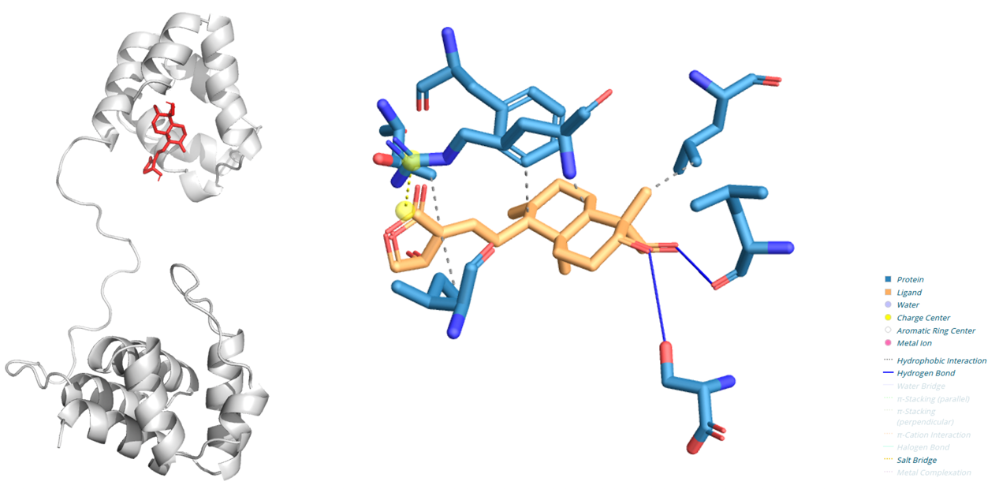 Protein
Ligand
Water
Charge Center
Aromatic Ring Center
Metal Ion
Hydrophobic Interaction
Hydrogen Bond
Water Bridge
π-Stacking (parallel)
π-Stacking
(perpendicular)
π-Cation Interaction
Halogen Bond
Salt Bridge
Metal Complexation